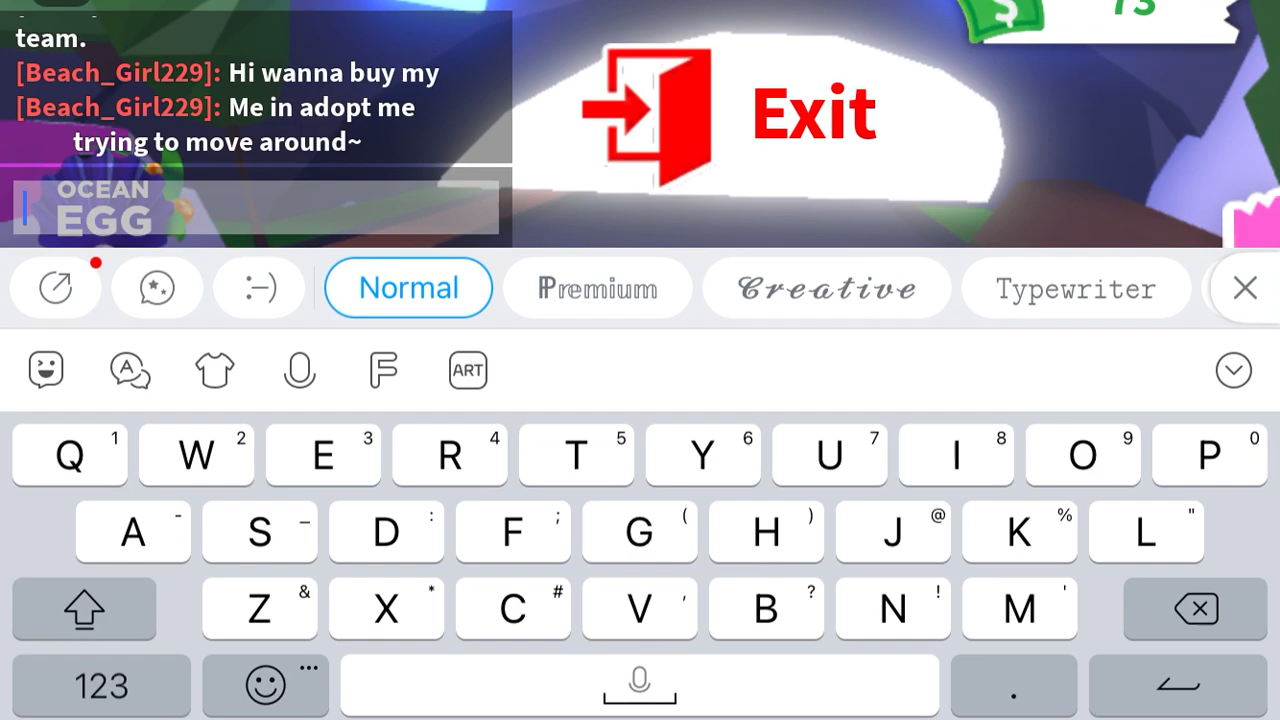 team.
[Beach_Girl229]: Hi wanna buy my
[Beach_Girl229]: Me in adopt me
trying to move around~
OCEAN
EGG
Exit
$ 73
:-) Normal Premium Creative Typewriter
A F ART
Q 1 W 2 E 3 R 4 T 5 Y 6 U 7 I 8 O 9 P 0
A - S _ D : F ; G ( H ) J @ K % L "
Z & X * C # V , B ? N ! M '
123 ... .